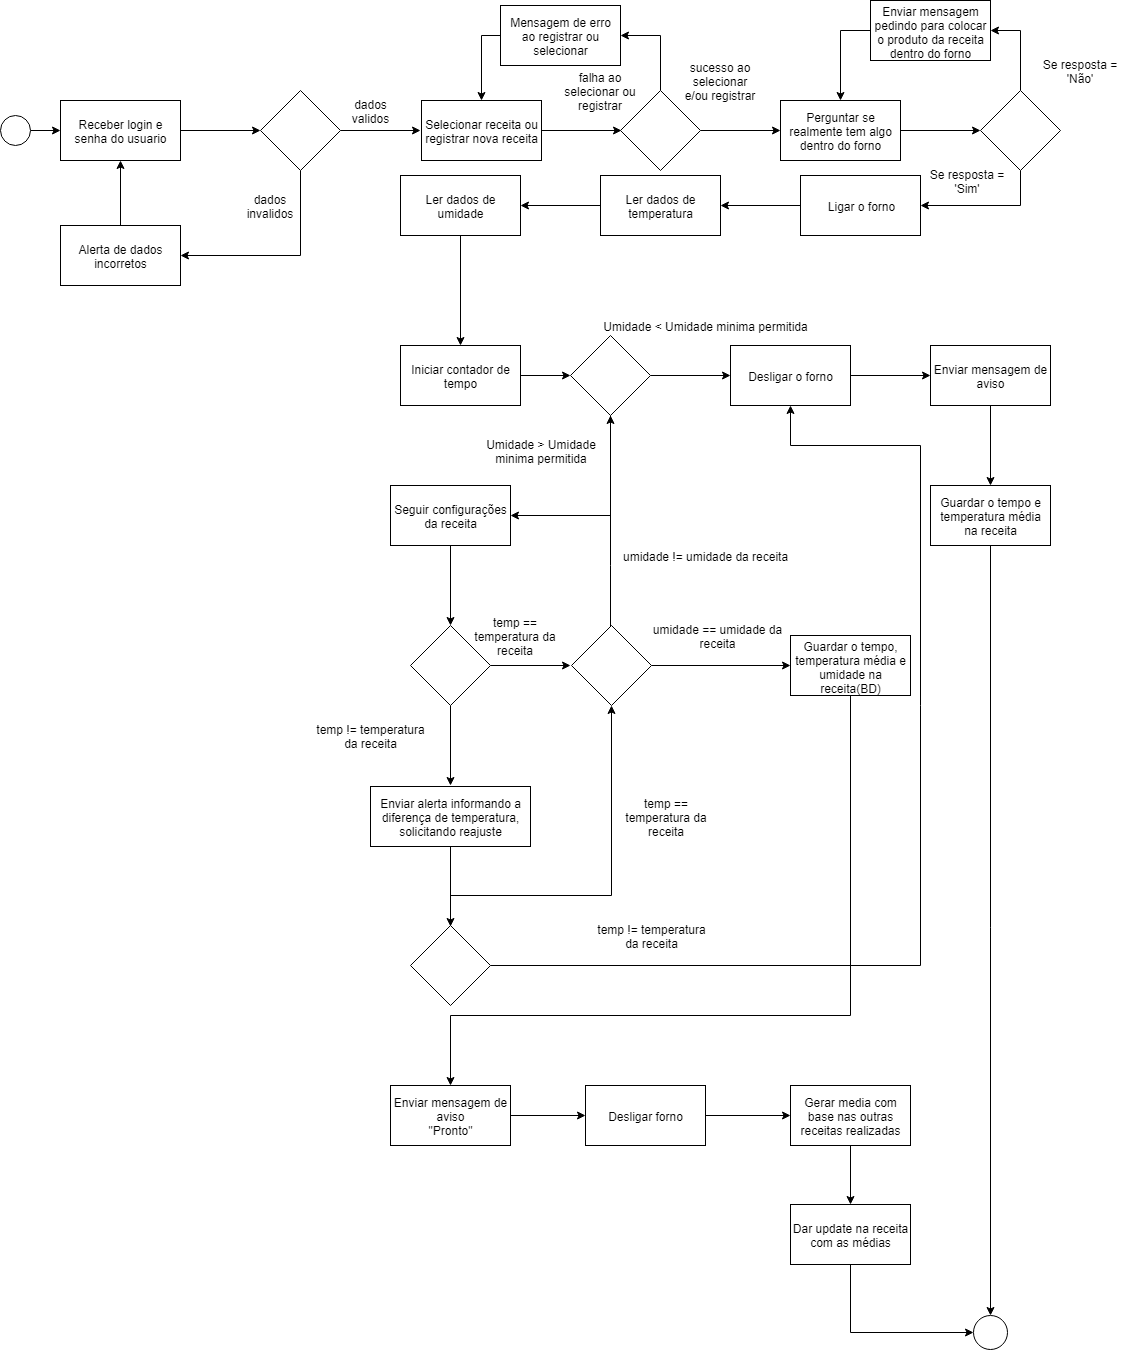 Mensagem de erro
ao registrar ou
selecionar
Enviar mensagem
pedindo para colocar
o produto da receita
dentro do forno
Se resposta =
'Não'
falha ao
selecionar ou
registrar
sucesso ao
selecionar
e/ou registrar
dados
validos
Receber login e
senha do usuario
Selecionar receita ou
registrar nova receita
Perguntar se
realmente tem algo
dentro do forno
Se resposta =
'Sim'
dados
invalidos
Ler dados de
umidade
Ler dados de
temperatura
Ligar o forno
Alerta de dados
incorretos
Umidade < Umidade minima permitida
Iniciar contador de
tempo
Desligar o forno
Enviar mensagem de
aviso
Umidade > Umidade
minima permitida
Seguir configurações
da receita
Guardar o tempo e
temperatura média
na receita
umidade != umidade da receita
temp ==
temperatura da
receita
umidade == umidade da
receita
Guardar o tempo,
temperatura média e
umidade na
receita(BD)
temp != temperatura
da receita
Enviar alerta informando a
diferença de temperatura,
solicitando reajuste
temp ==
temperatura da
receita
temp != temperatura
da receita
Enviar mensagem de
aviso
"Pronto"
Desligar forno
Gerar media com
base nas outras
receitas realizadas
Dar update na receita
com as médias